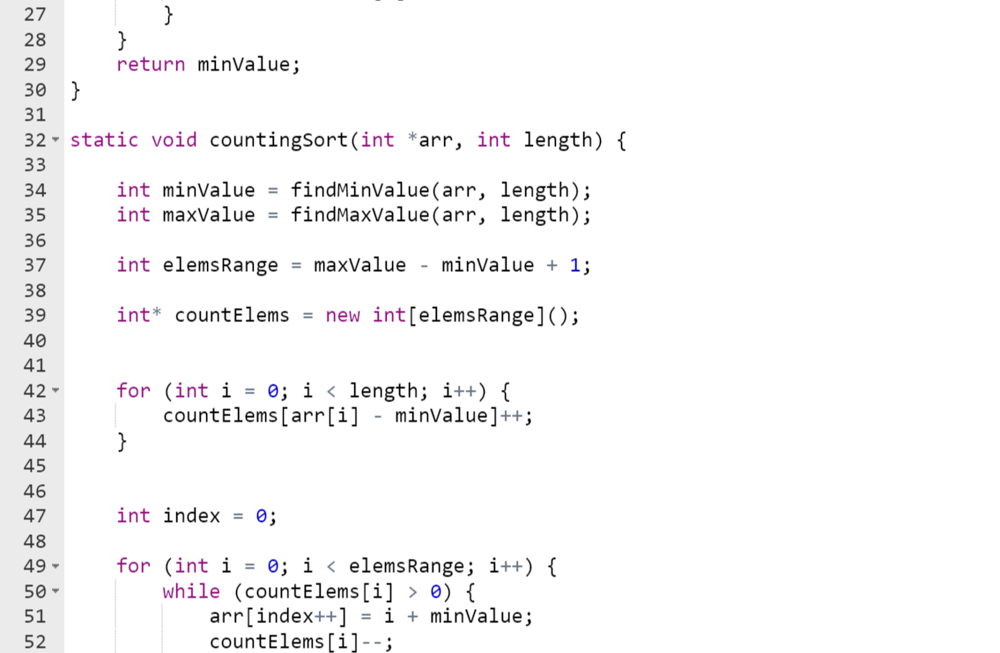 27 }
28 }
29 return minValue;
30 }
31
32 static void countingSort(int *arr, int length) {
33
34 int minValue = findMinValue(arr, length);
35 int maxValue = findMaxValue(arr, length);
36
37 int elemsRange = maxValue - minValue + 1;
38
39 int* countElems = new int[elemsRange]();
40
41
42 for (int i = 0; i < length; i++) {
43 countElems[arr[i] - minValue]++;
44 }
45
46
47 int index = 0;
48
49 for (int i = 0; i < elemsRange; i++) {
50 while (countElems[i] > 0) {
51 arr[index++] = i + minValue;
52 countElems[i]--;